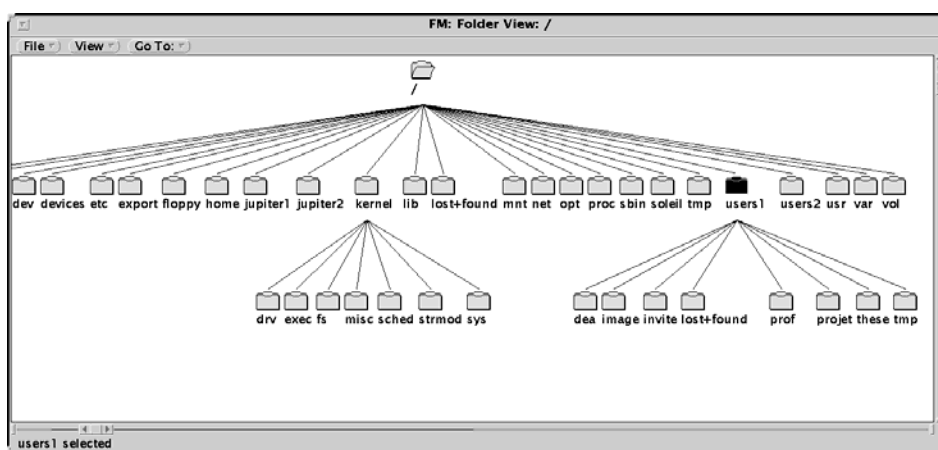 FM: Folder View: /
File View Go To:
/
dev devices etc export floppy home jupiter1 jupiter2 kernel lib lost+found mnt net opt proc sbin soleil tmp users1 users2 usr var vol
drv exec fs misc sched strmod sys dea image invite lost+found prof projet these tmp
users1 selected